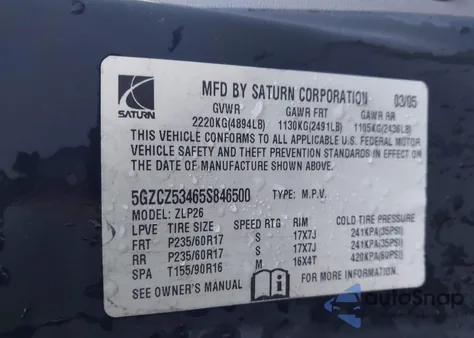 SATURN
MFD BY SATURN CORPORATION 03/05
GVWR GAWR FRT GAWR RR
2220KG(4894LB) 1130KG(2491LB) 1105KG(2436LB)
THIS VEHICLE CONFORMS TO ALL APPLICABLE U.S. FEDERAL MOTOR
VEHICLE SAFETY AND THEFT PREVENTION STANDARDS IN EFFECT ON
THE DATE OF MANUFACTURE SHOWN ABOVE.
5GZCZ53465S846500 TYPE: M.P.V.
MODEL: ZLP26
LPVE TIRE SIZE SPEED RTG RIM COLD TIRE PRESSURE
FRT P235/60R17 S 17X7J 241KPA(35PSI)
RR P235/60R17 S 17X7J 241KPA(35PSI)
SPA T155/90R16 M 16X4T 420KPA(60PSI)
SEE OWNER'S MANUAL FOR MORE INFORMATION.
autoSnap